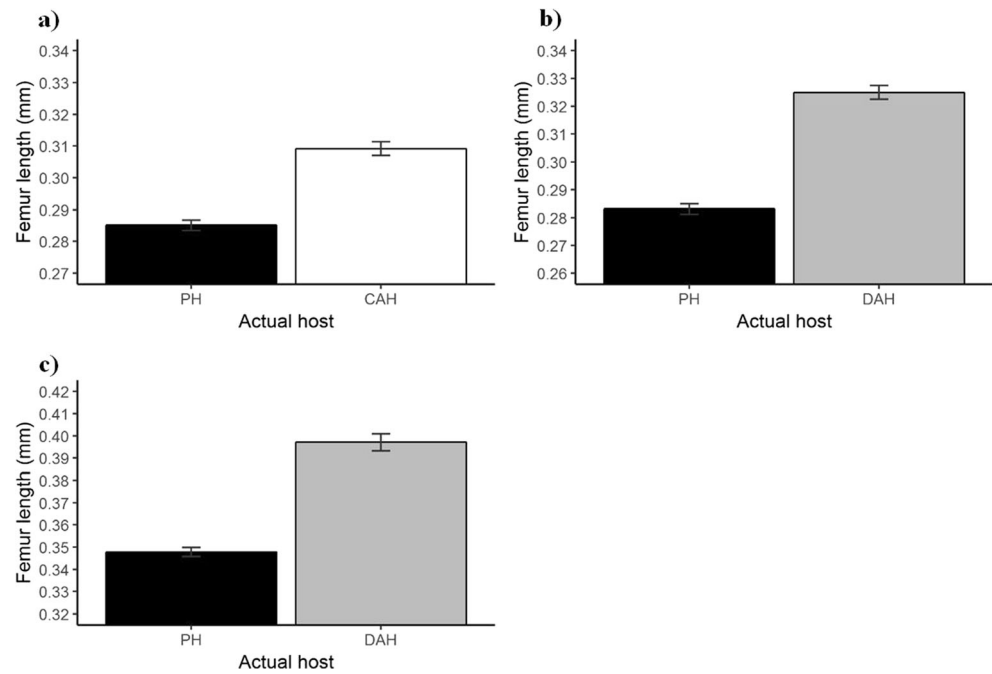 a)
Femur length (mm)
0.34
0.33
0.32
0.31
0.30
0.29
0.28
0.27
PH CAH
Actual host
b)
Femur length (mm)
0.34
0.33
0.32
0.31
0.30
0.29
0.28
0.27
0.26
PH DAH
Actual host
c)
Femur length (mm)
0.42
0.41
0.40
0.39
0.38
0.37
0.36
0.35
0.34
0.33
0.32
PH DAH
Actual host